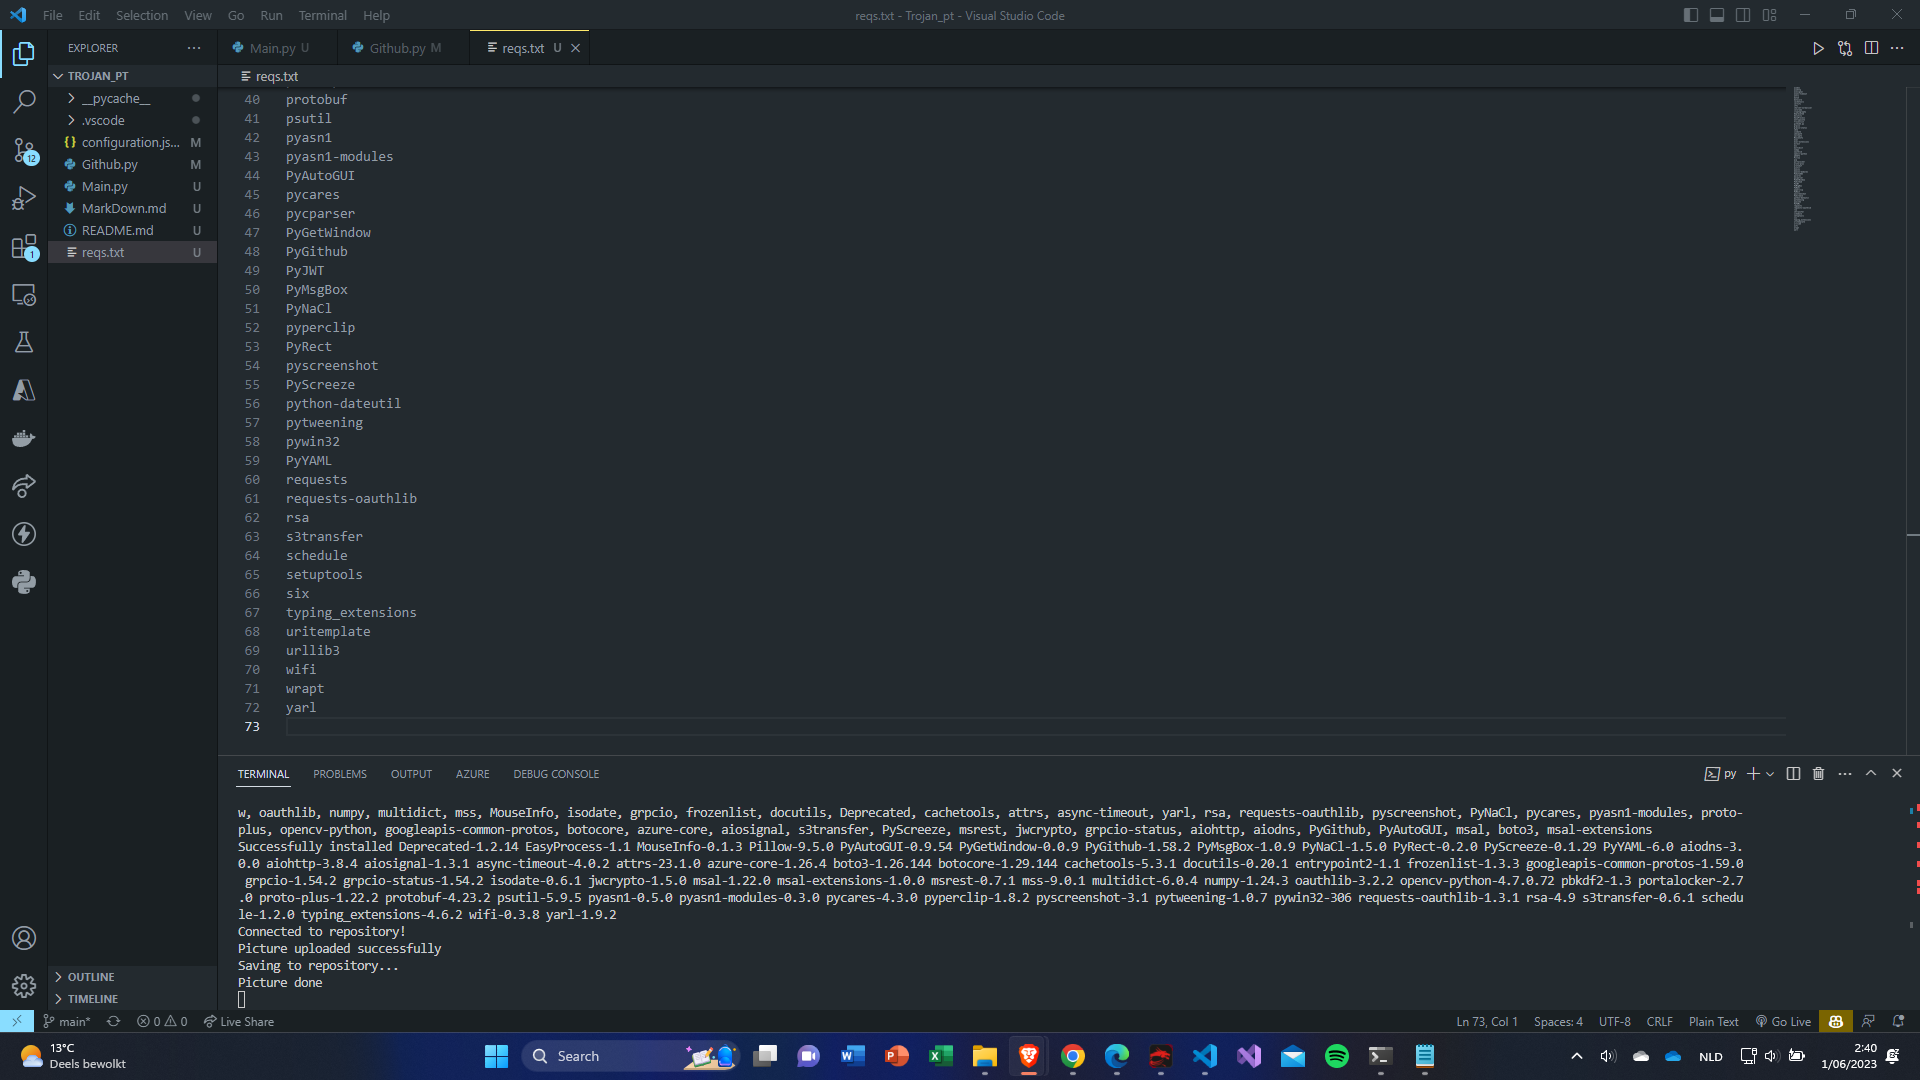 File Edit Selection View Go Run Terminal Help
reqs.txt - Trojan_pt - Visual Studio Code
EXPLORER
Main.py U
Github.py M
reqs.txt U
TROJAN_PT
reqs.txt
__pycache__
.vscode
configuration.js... M
Github.py M
Main.py U
MarkDown.md U
README.md U
reqs.txt U
12
1
40 protobuf
41 psutil
42 pyasn1
43 pyasn1-modules
44 PyAutoGUI
45 pycares
46 pycparser
47 PyGetWindow
48 PyGithub
49 PyJWT
50 PyMsgBox
51 PyNaCl
52 pyperclip
53 PyRect
54 pyscreenshot
55 PyScreeze
56 python-dateutil
57 pytweening
58 pywin32
59 PyYAML
60 requests
61 requests-oauthlib
62 rsa
63 s3transfer
64 schedule
65 setuptools
66 six
67 typing_extensions
68 uritemplate
69 urllib3
70 wifi
71 wrapt
72 yarl
73
TERMINAL PROBLEMS OUTPUT AZURE DEBUG CONSOLE
py
w, oauthlib, numpy, multidict, mss, MouseInfo, isodate, grpcio, frozenlist, docutils, Deprecated, cachetools, attrs, async-timeout, yarl, rsa, requests-oauthlib, pyscreenshot, PyNaCl, pycares, pyasn1-modules, proto-
plus, opencv-python, googleapis-common-protos, botocore, azure-core, aiosignal, s3transfer, PyScreeze, msrest, jwcrypto, grpcio-status, aiohttp, aiodns, PyGithub, PyAutoGUI, msal, boto3, msal-extensions
Successfully installed Deprecated-1.2.14 EasyProcess-1.1 MouseInfo-0.1.3 Pillow-9.5.0 PyAutoGUI-0.9.54 PyGetWindow-0.0.9 PyGithub-1.58.2 PyMsgBox-1.0.9 PyNaCl-1.5.0 PyRect-0.2.0 PyScreeze-0.1.29 PyYAML-6.0 aiodns-3.
0.0 aiohttp-3.8.4 aiosignal-1.3.1 async-timeout-4.0.2 attrs-23.1.0 azure-core-1.26.4 boto3-1.26.144 botocore-1.29.144 cachetools-5.3.1 docutils-0.20.1 entrypoint2-1.1 frozenlist-1.3.3 googleapis-common-protos-1.59.0
grpcio-1.54.2 grpcio-status-1.54.2 isodate-0.6.1 jwcrypto-1.5.0 msal-1.22.0 msal-extensions-1.0.0 msrest-0.7.1 mss-9.0.1 multidict-6.0.4 numpy-1.24.3 oauthlib-3.2.2 opencv-python-4.7.0.72 pbkdf2-1.3 portalocker-2.7
.0 proto-plus-1.22.2 protobuf-4.23.2 psutil-5.9.5 pyasn1-0.5.0 pyasn1-modules-0.3.0 pycares-4.3.0 pyperclip-1.8.2 pyscreenshot-3.1 pytweening-1.0.7 pywin32-306 requests-oauthlib-1.3.1 rsa-4.9 s3transfer-0.6.1 schedu
le-1.2.0 typing_extensions-4.6.2 wifi-0.3.8 yarl-1.9.2
Connected to repository!
Picture uploaded successfully
Saving to repository...
Picture done
OUTLINE
TIMELINE
main* 0 0 Live Share
Ln 73, Col 1 Spaces: 4 UTF-8 CRLF Plain Text Go Live
13°C
Deels bewolkt
Search
NLD
2:40
1/06/2023